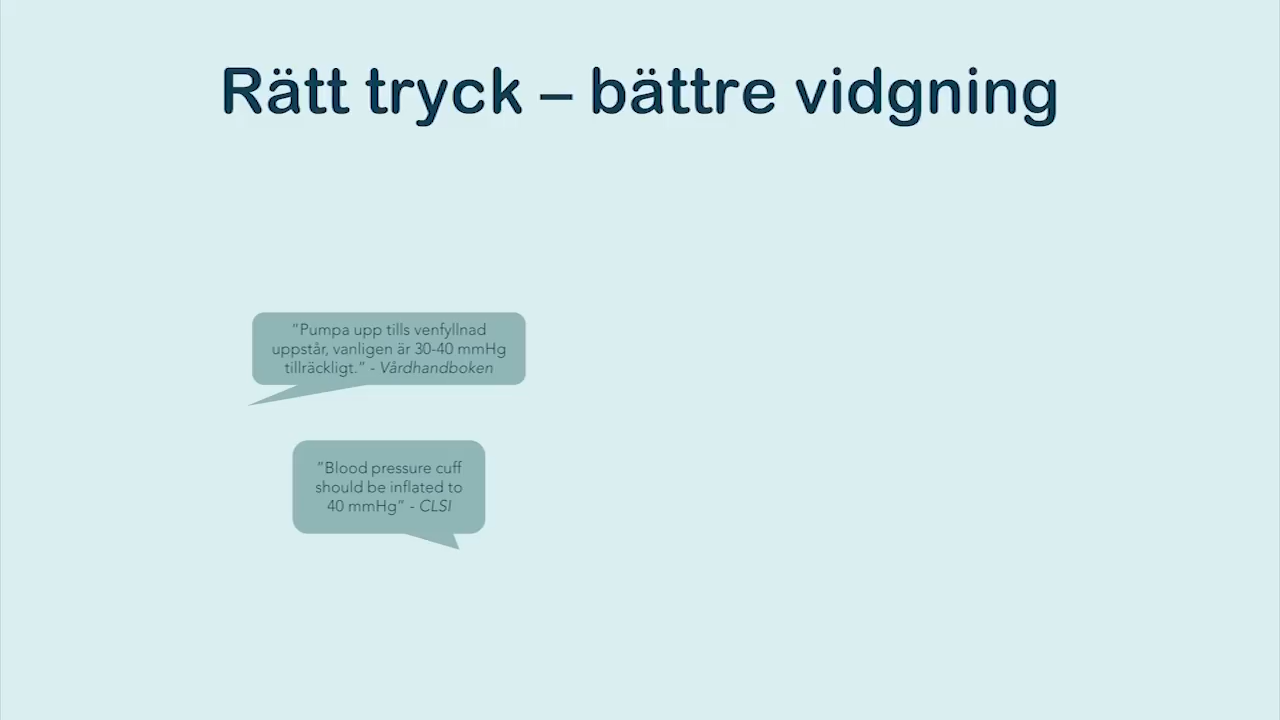 Rätt tryck – bättre vidgning
”Pumpa upp tills venfyllnad
uppstår, vanligen är 30-40 mmHg
tillräckligt.” - Vårdhandboken
”Blood pressure cuff
should be inflated to
40 mmHg” - CLSI